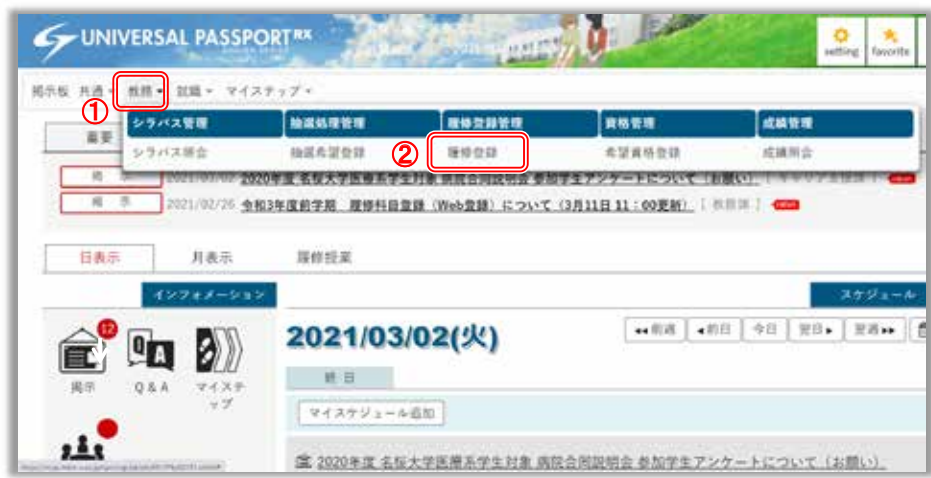 UNIVERSAL PASSPORT RX
setting favorite
掲示板 共通 教務 就職 マイステップ
①
シラバス管理 抽選処理管理 履修登録管理 資格管理 成績管理
重要
シラバス照会 抽選希望登録 ② 履修登録 希望資格登録 成績照会
掲示 2021/03/02 2020年度 名桜大学医療系学生対象 病院合同説明会 参加学生アンケートについて（お願い）
掲示 2021/02/26 令和3年度前学期 履修科目登録（Web登録）について（3月11日 11：00更新） [ 教務課 ]
日表示 月表示 履修授業
インフォメーション スケジュール
2021/03/02(火) 前週 前日 今日 翌日 翌週
12
掲示 Q&A マイステップ
終日
マイスケジュール追加
2020年度 名桜大学医療系学生対象 病院合同説明会 参加学生アンケートについて（お願い）